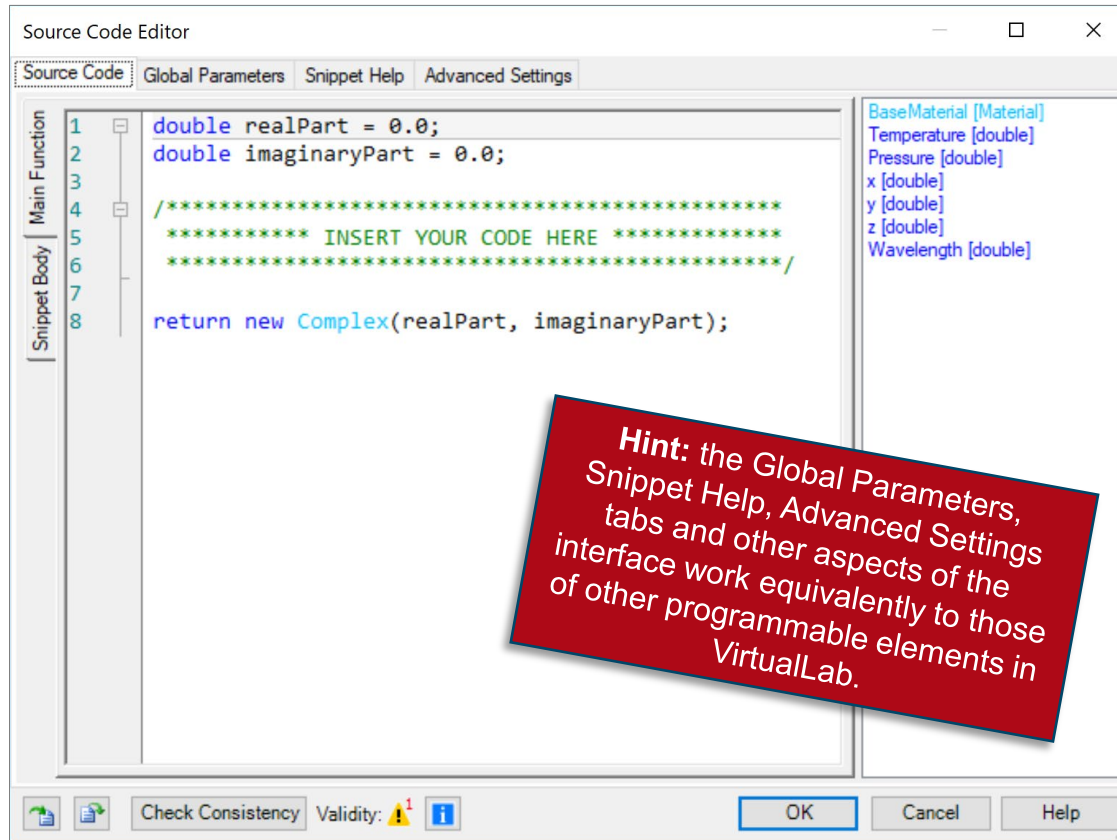 Source Code Editor
Source Code Global Parameters Snippet Help Advanced Settings
Main Function
Snippet Body
1 double realPart = 0.0;
2 double imaginaryPart = 0.0;
3
4 /***********************************************
5 *********** INSERT YOUR CODE HERE *************
6 ***********************************************/
7
8 return new Complex(realPart, imaginaryPart);
BaseMaterial [Material]
Temperature [double]
Pressure [double]
x [double]
y [double]
z [double]
Wavelength [double]
Hint: the Global Parameters,
Snippet Help, Advanced Settings
tabs and other aspects of the
interface work equivalently to those
of other programmable elements in
VirtualLab.
Check Consistency Validity: 1 OK Cancel Help